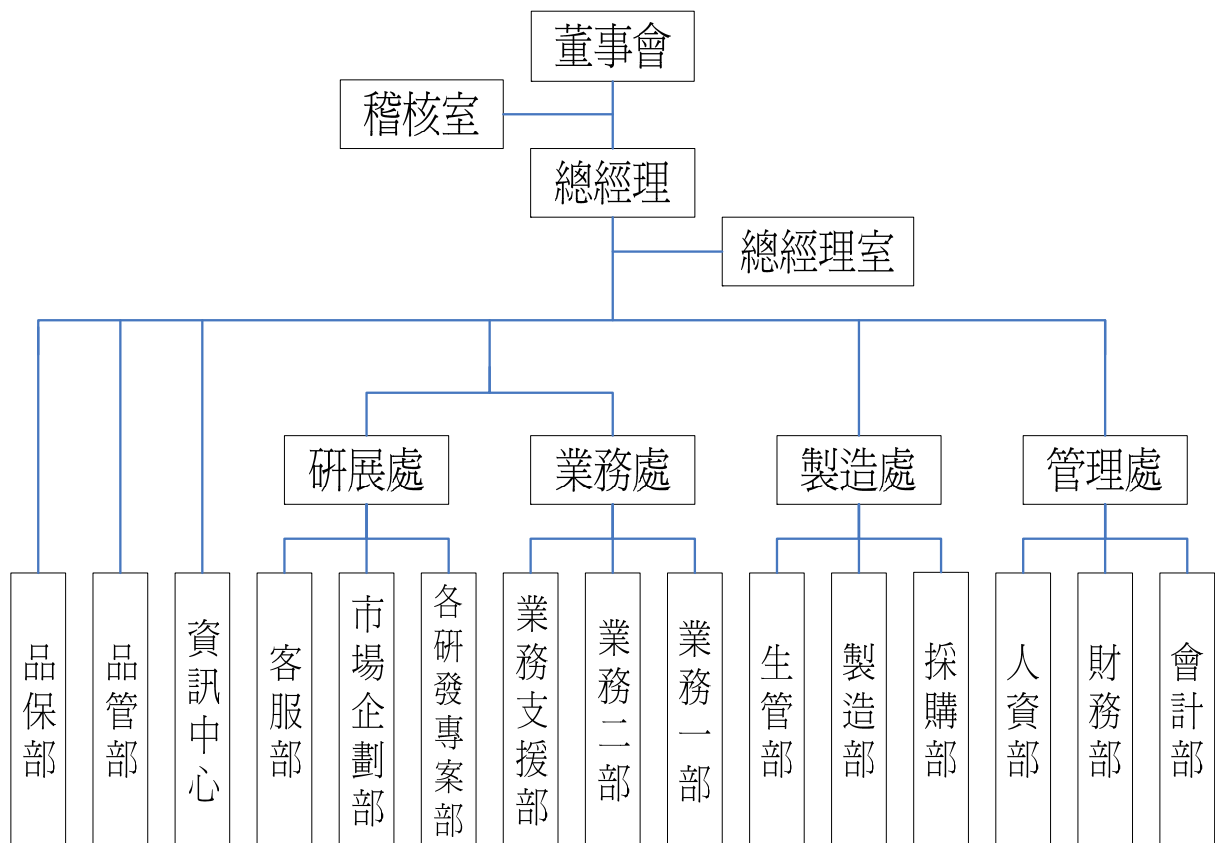 董事會
稽核室
總經理
總經理室
研展處
業務處
製造處
管理處
品保部
品管部
資訊中心
客服部
市場企劃部
各研發專案部
業務支援部
業務二部
業務一部
生管部
製造部
採購部
人資部
財務部
會計部